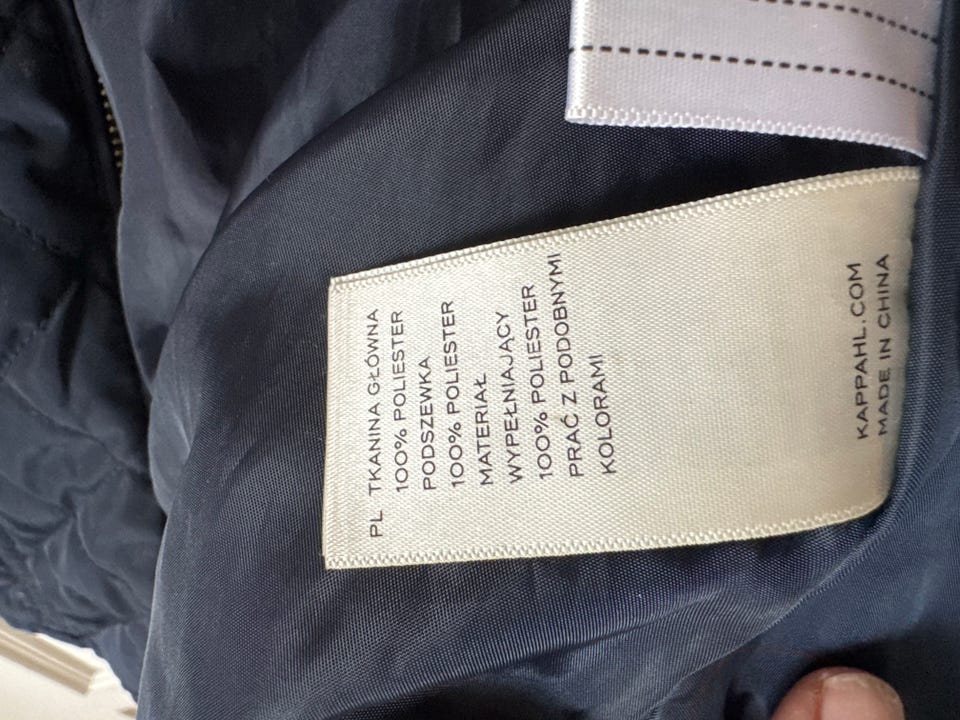 PL TKANINA GŁÓWNA
100% POLIESTER
PODSZEWKA
100% POLIESTER
MATERIAŁ
WYPEŁNIAJĄCY
100% POLIESTER
PRAĆ Z PODOBNYMI
KOLORAMI
KAPPAHL.COM
MADE IN CHINA